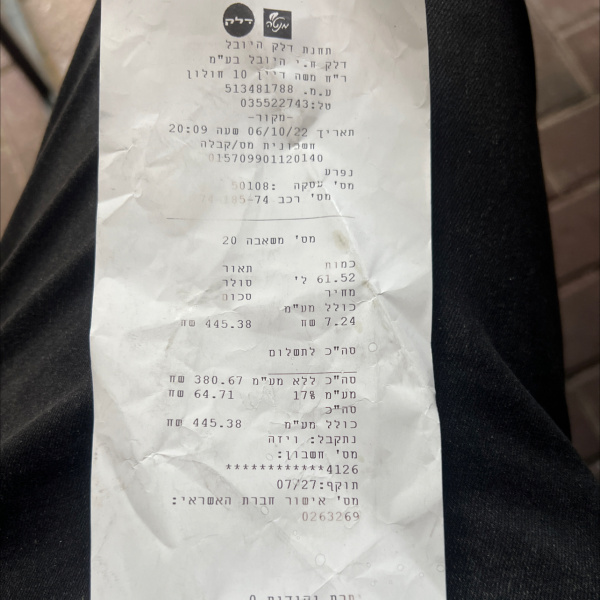 דלק מנטה
תחנת דלק היובל
דלק ח.י היובל בע"מ
ר"ח משה דיין 10 חולון
ע.מ. 513481788
טל:035522743
-מקור-
תאריך 06/10/22 שעה 20:09
חשבונית מס/קבלה
015709901120140
נפרע
מס' עסקה :50108
מס' רכב
מס' משאבה 20
כמות תאור
61.52 ל' סולר
מחיר סכום
כולל מע"מ
7.24 שח 445.38 שח
סה"כ לתשלום
סה"כ ללא מע"מ 380.67 שח
מע"מ 17% 64.71 שח
סה"כ
כולל מע"מ 445.38 שח
נתקבל: ויזה
מס' חשבון:
************4126
תוקף:07/27
מס' אישור חברת האשראי:
0263269
יתרת נקודות 0